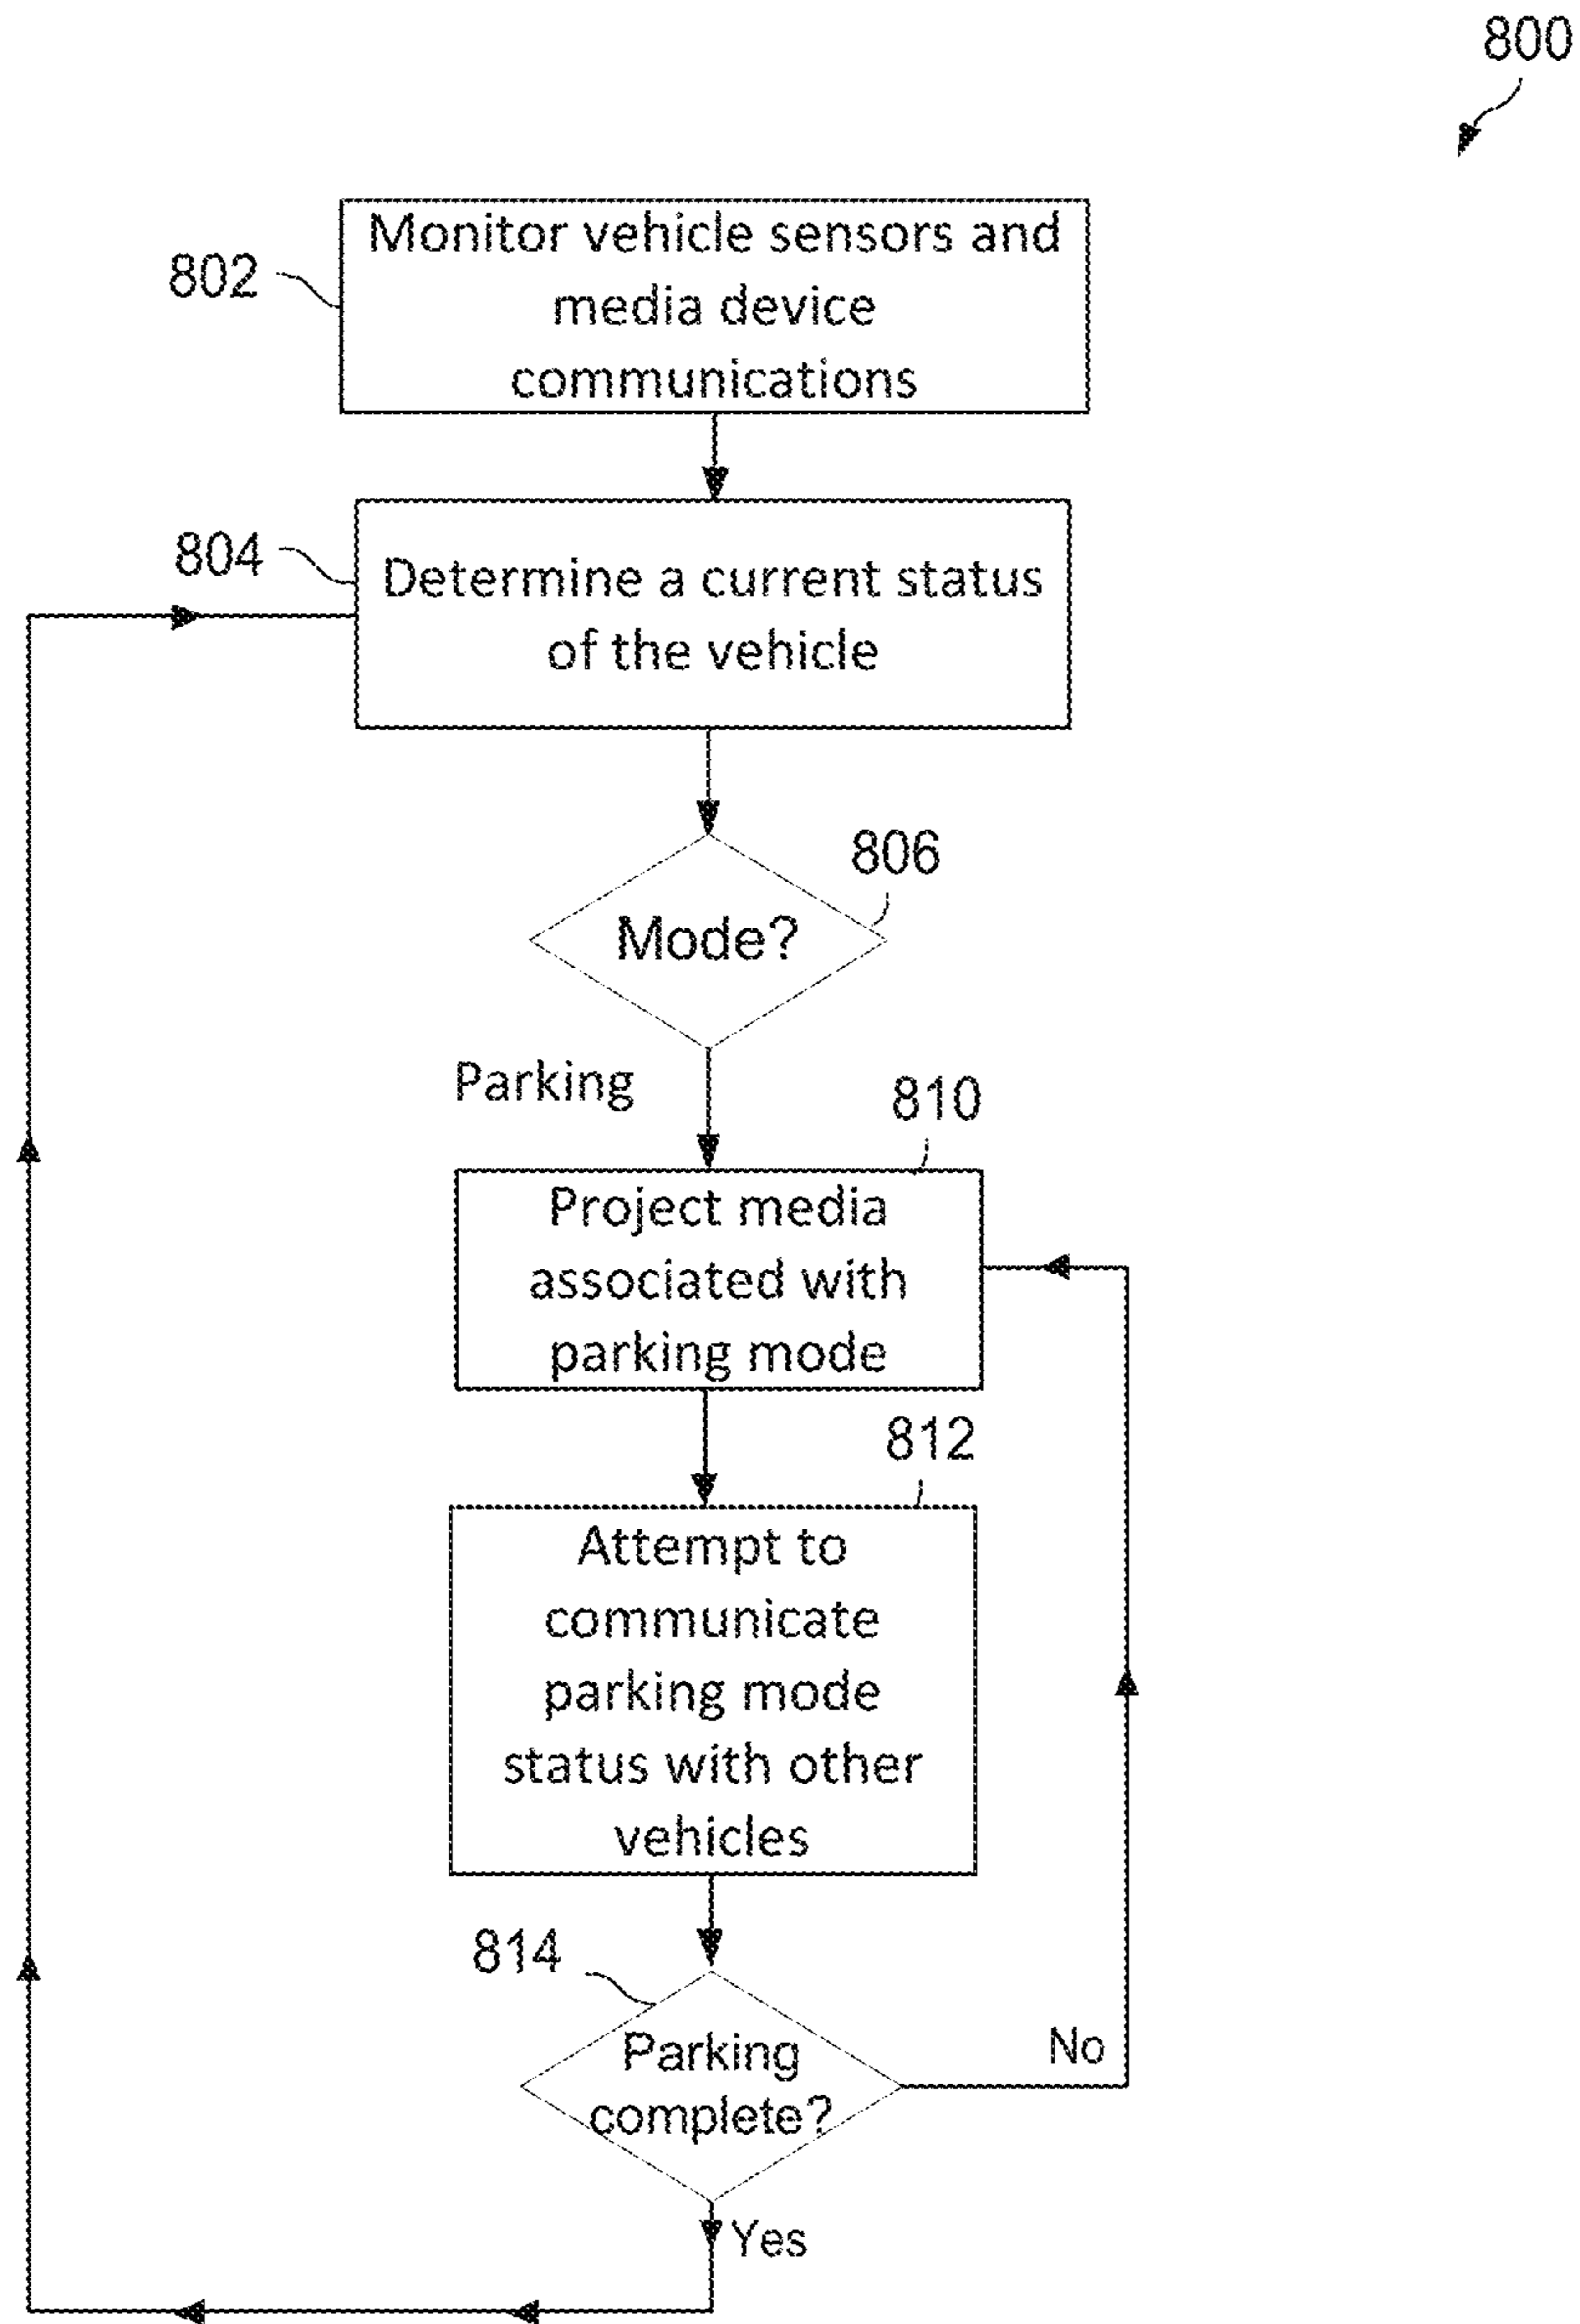 800
802
Monitor vehicle sensors and
media device
communications
804
Determine a current status
of the vehicle
806
Mode?
Parking
810
Project media
associated with
parking mode
812
Attempt to
communicate
parking mode
status with other
vehicles
814
Parking
complete?
No
Yes